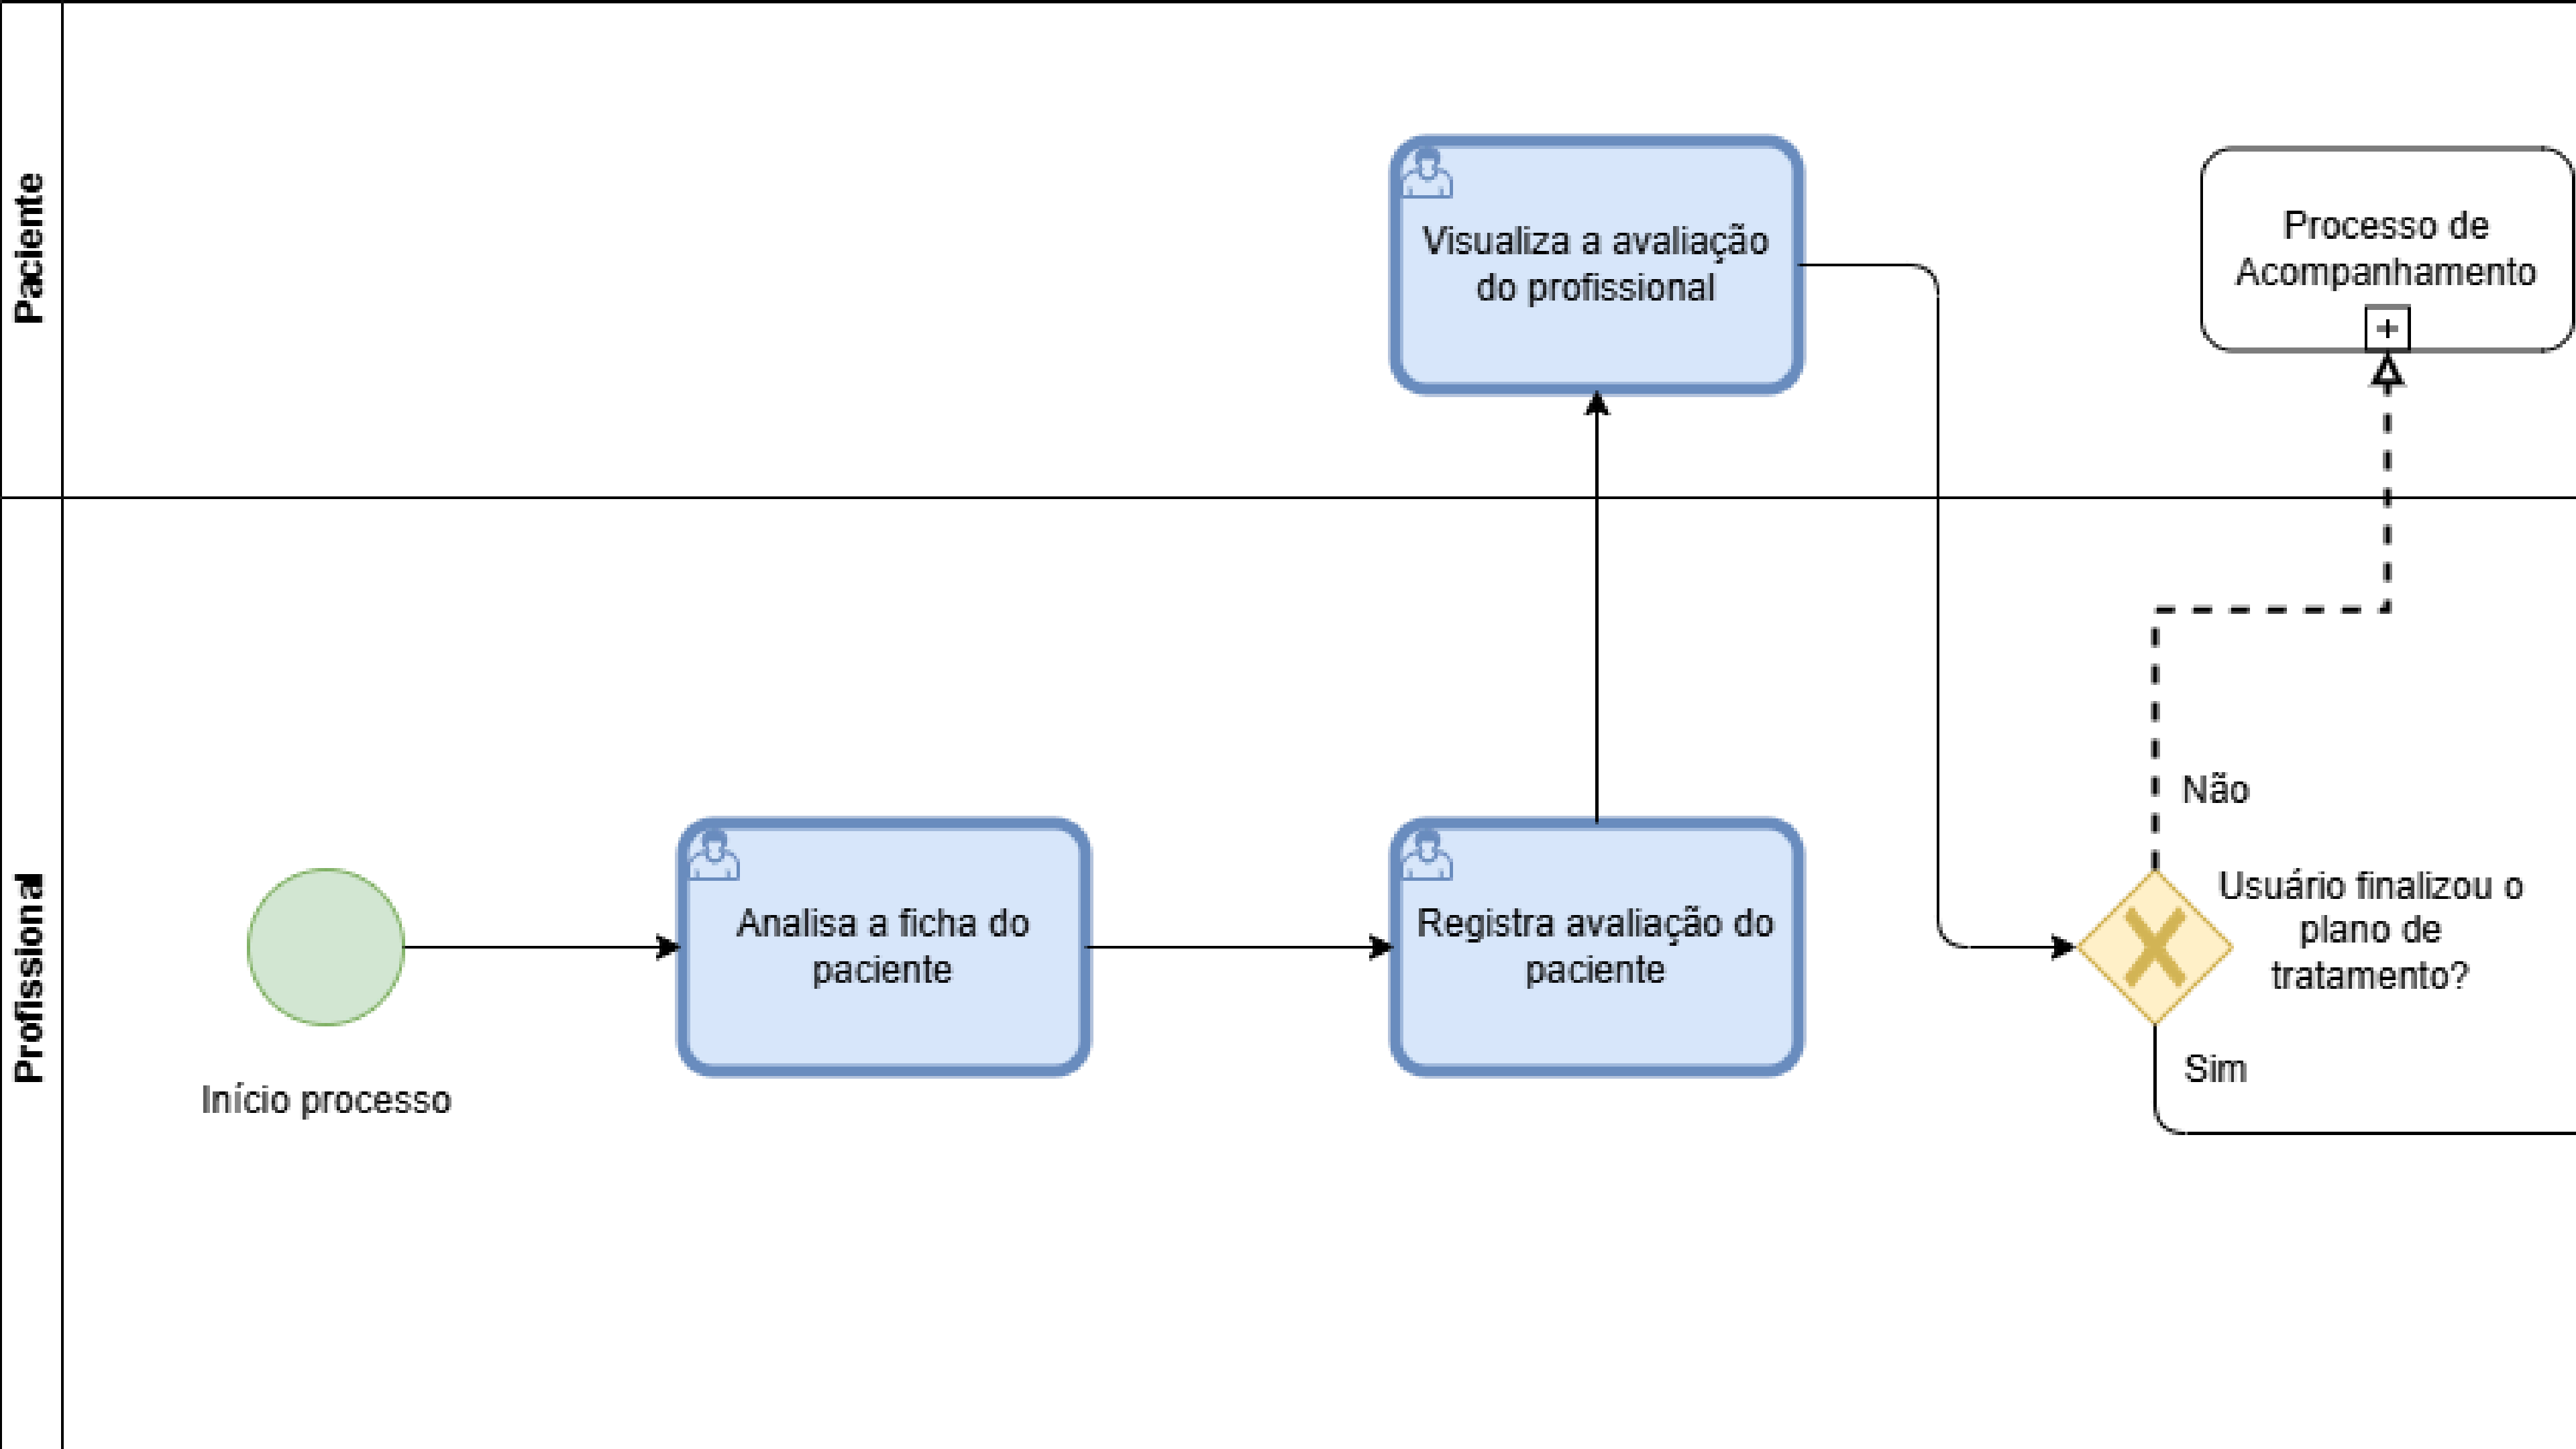 Paciente
Visualiza a avaliação
do profissional
Processo de
Acompanhamento
Profissional
Início processo
Analisa a ficha do
paciente
Registra avaliação do
paciente
Não
Usuário finalizou o
plano de
tratamento?
Sim